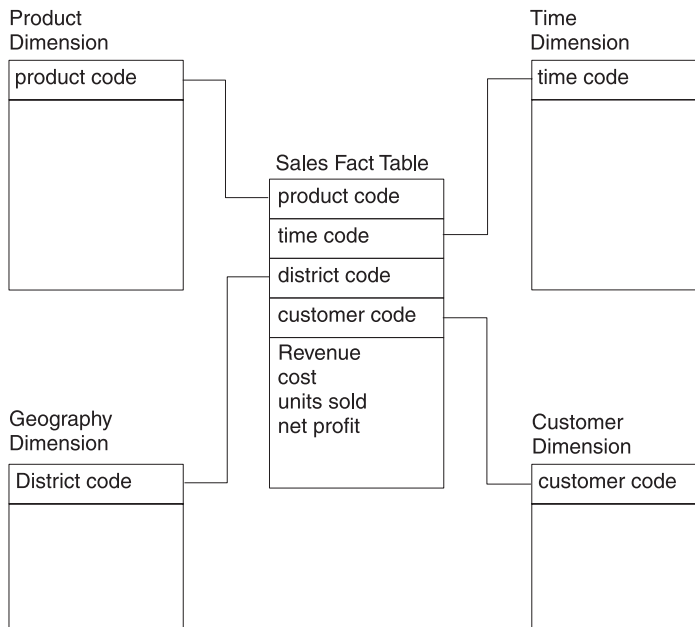 Product
Dimension
product code
Time
Dimension
time code
Sales Fact Table
product code
time code
district code
customer code
Revenue
cost
units sold
net profit
Geography
Dimension
District code
Customer
Dimension
customer code